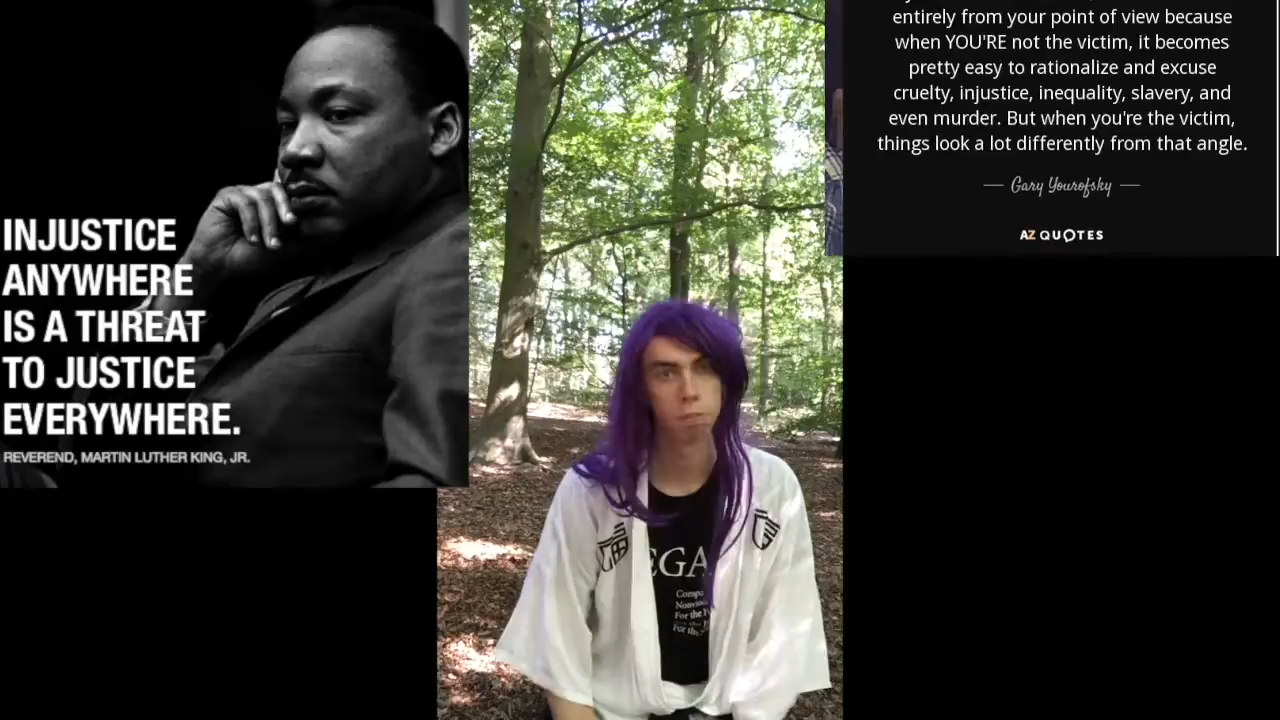 INJUSTICE
ANYWHERE
IS A THREAT
TO JUSTICE
EVERYWHERE.
REVEREND, MARTIN LUTHER KING, JR.
entirely from your point of view because
when YOU'RE not the victim, it becomes
pretty easy to rationalize and excuse
cruelty, injustice, inequality, slavery, and
even murder. But when you're the victim,
things look a lot differently from that angle.
— Gary Yourofsky —
AZ QUOTES
EGA
For the